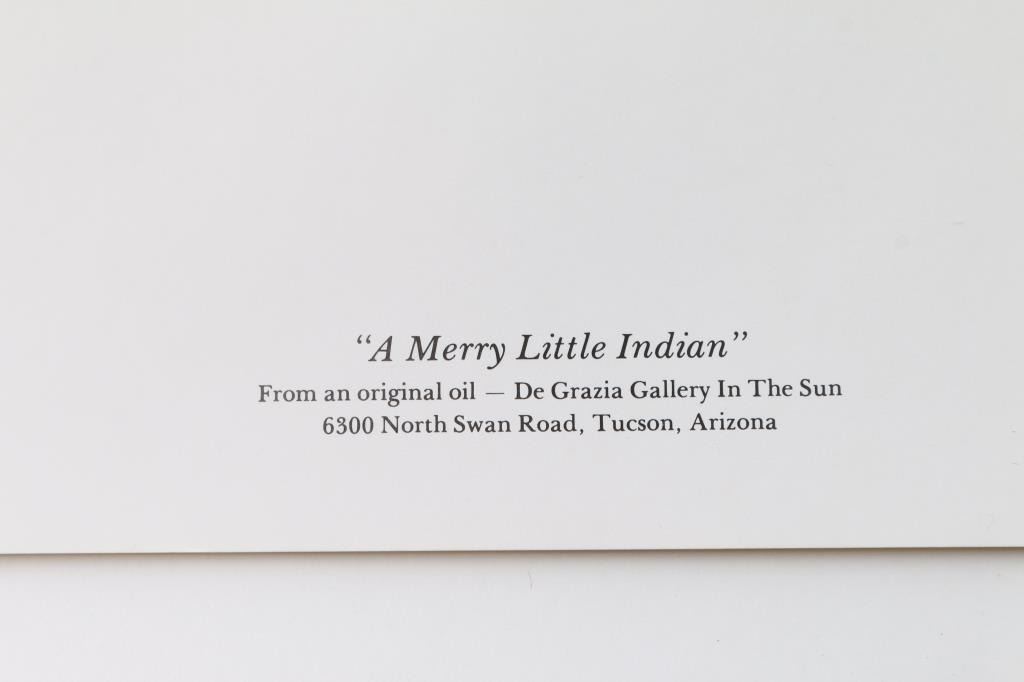 “A Merry Little Indian”
From an original oil — De Grazia Gallery In The Sun
6300 North Swan Road, Tucson, Arizona